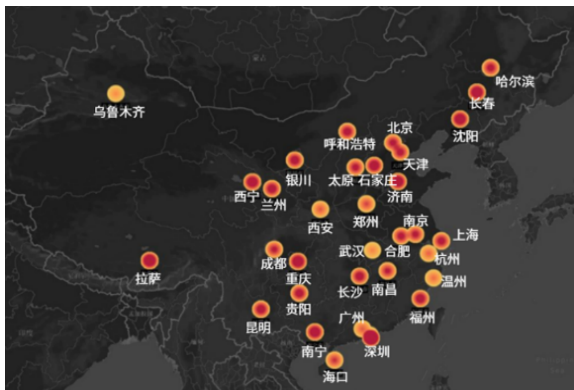 哈尔滨
长春
乌鲁木齐
沈阳
北京
呼和浩特
天津
银川
太原
石家庄
西宁
兰州
济南
西安
郑州
南京
上海
成都
武汉
合肥
杭州
拉萨
重庆
长沙
南昌
温州
贵阳
昆明
广州
福州
南宁
深圳
海口